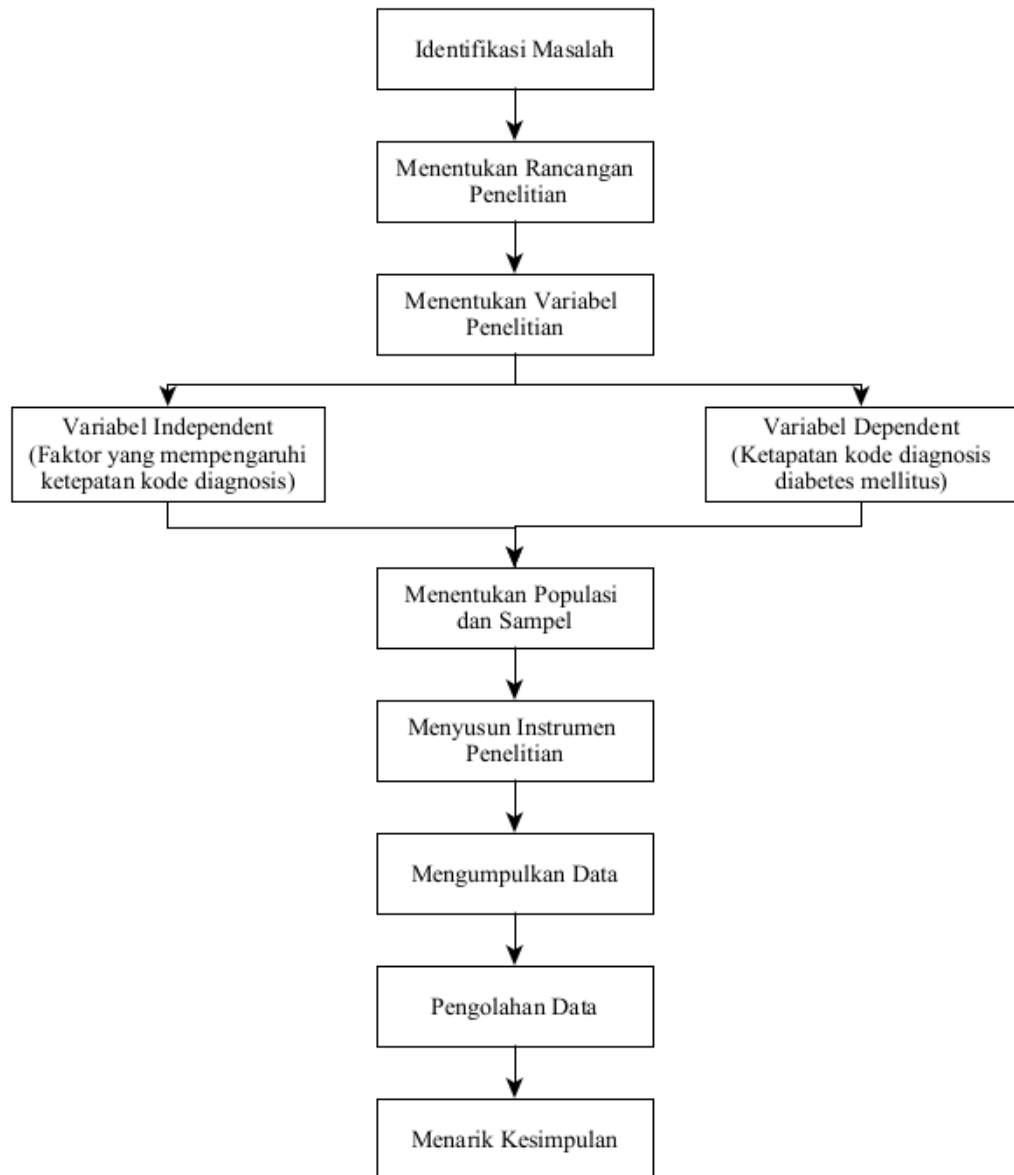 Identifikasi Masalah
Menentukan Rancangan
Penelitian
Menentukan Variabel
Penelitian
Variabel Independent
(Faktor yang mempengaruhi
ketepatan kode diagnosis)
Variabel Dependent
(Ketapatan kode diagnosis
diabetes mellitus)
Menentukan Populasi
dan Sampel
Menyusun Instrumen
Penelitian
Mengumpulkan Data
Pengolahan Data
Menarik Kesimpulan